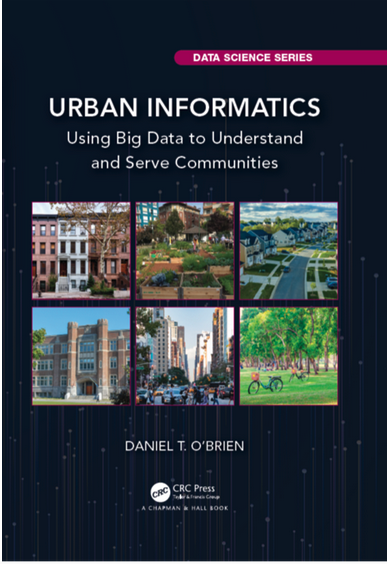 DATA SCIENCE SERIES
URBAN INFORMATICS
Using Big Data to Understand
and Serve Communities
DANIEL T. O'BRIEN
CRC
CRC Press
Taylor & Francis Group
A CHAPMAN & HALL BOOK